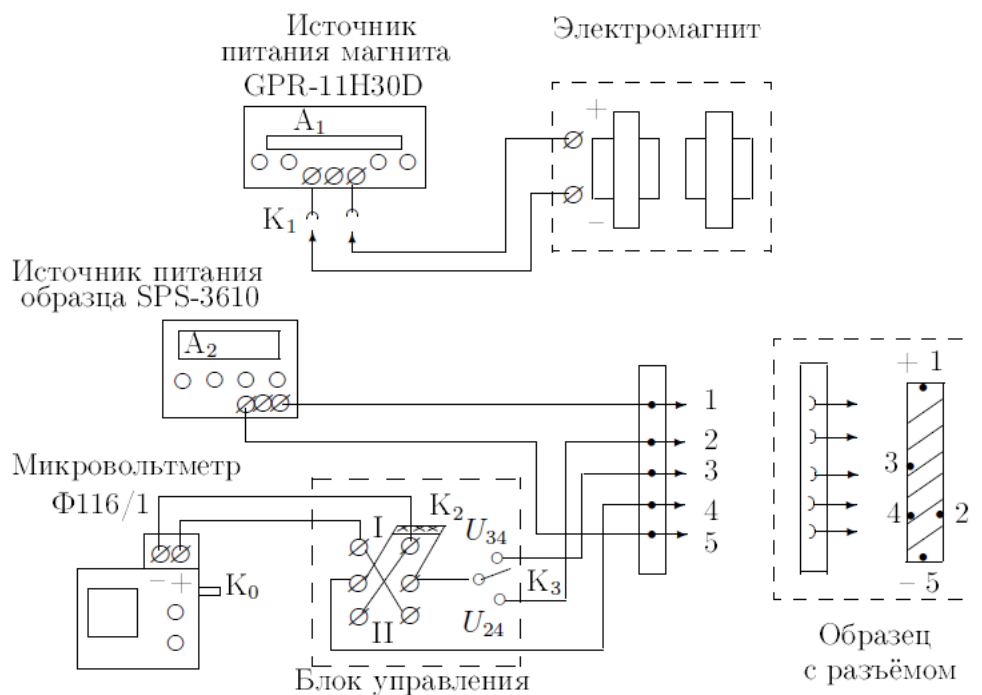 Источник
питания магнита
GPR-11H30D
Электромагнит
A₁
+
−
K₁
Источник питания
образца SPS-3610
A₂
Микровольтметр
Ф116/1
− +
K₀
I
II
K₂
U₃₄
K₃
U₂₄
Блок управления
1
2
3
4
5
+ 1
3
4
2
− 5
Образец
с разъёмом